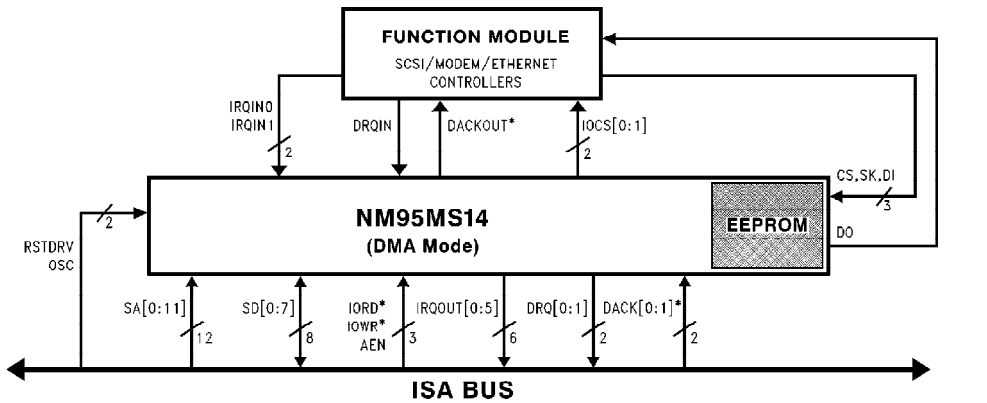 FUNCTION MODULE
SCSI/MODEM/ETHERNET
CONTROLLERS
IRQIN0
IRQIN1
2
DRQIN
DACKOUT*
IOCS[0:1]
2
CS,SK,DI
3
DO
NM95MS14
(DMA Mode)
EEPROM
2
RSTDRV
OSC
SA[0:11]
12
SD[0:7]
8
IORD*
IOWR*
AEN
3
IRQOUT[0:5]
6
DRQ[0:1]
2
DACK[0:1]*
2
ISA BUS